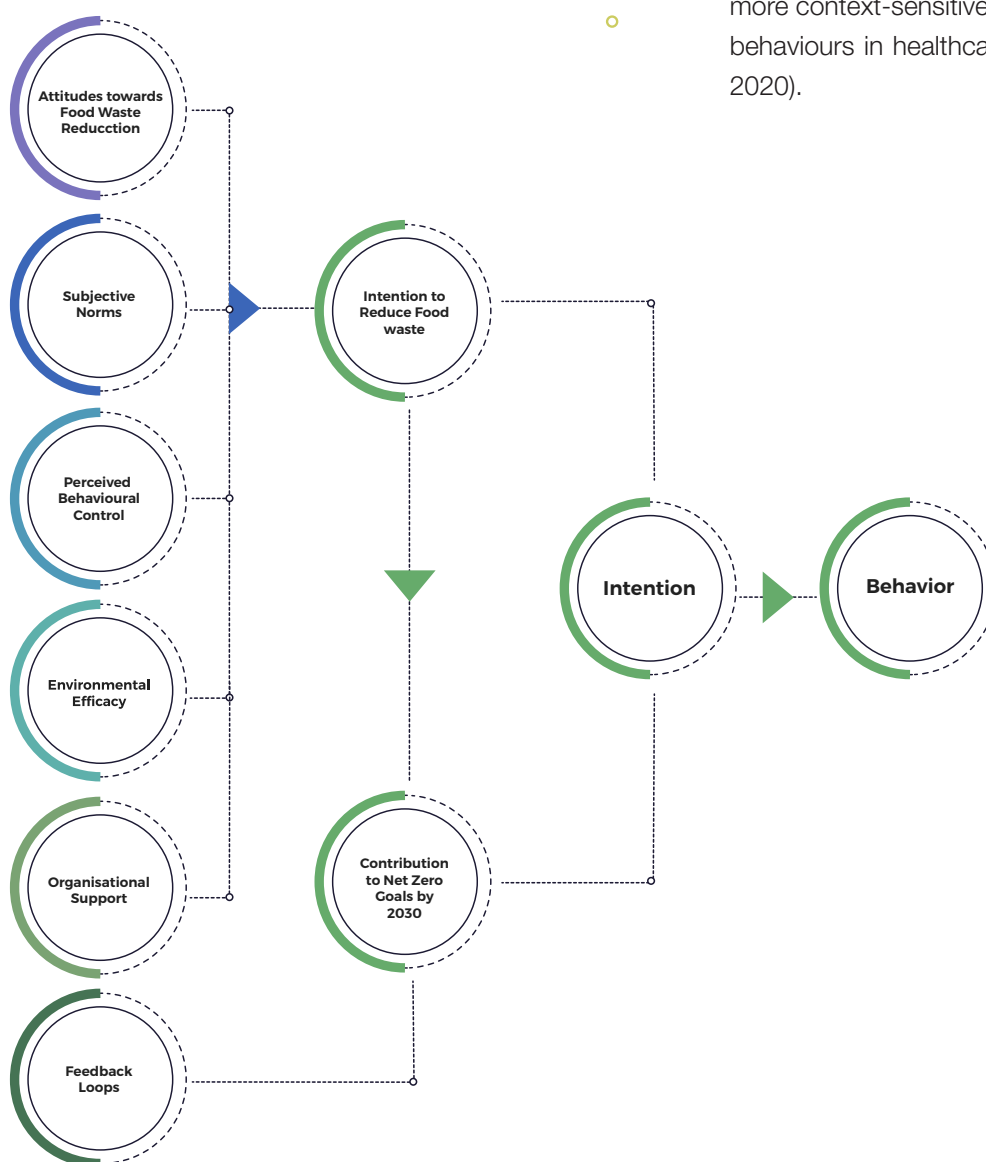 more context-sensitive
behaviours in healthca
2020).
Attitudes towards
Food Waste
Reducction
Subjective
Norms
Perceived
Behavioural
Control
Environmental
Efficacy
Organisational
Support
Feedback
Loops
Intention to
Reduce Food
waste
Contribution
to Net Zero
Goals by
2030
Intention
Behavior